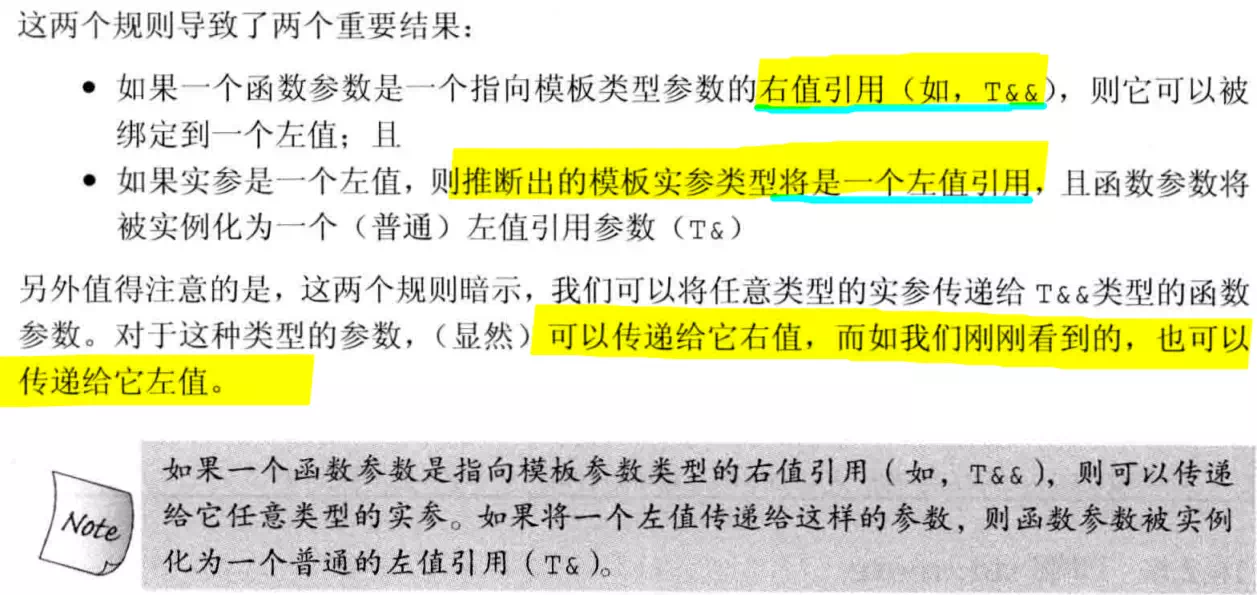 这两个规则导致了两个重要结果：
• 如果一个函数参数是一个指向模板类型参数的右值引用（如，T&&），则它可以被
绑定到一个左值；且
• 如果实参是一个左值，则推断出的模板实参类型将是一个左值引用，且函数参数将
被实例化为一个（普通）左值引用参数（T&）
另外值得注意的是，这两个规则暗示，我们可以将任意类型的实参传递给 T&&类型的函数
参数。对于这种类型的参数，（显然）可以传递给它右值，而如我们刚刚看到的，也可以
传递给它左值。
如果一个函数参数是指向模板参数类型的右值引用（如，T&&），则可以传递
Note 给它任意类型的实参。如果将一个左值传递给这样的参数，则函数参数被实例
化为一个普通的左值引用（T&）。